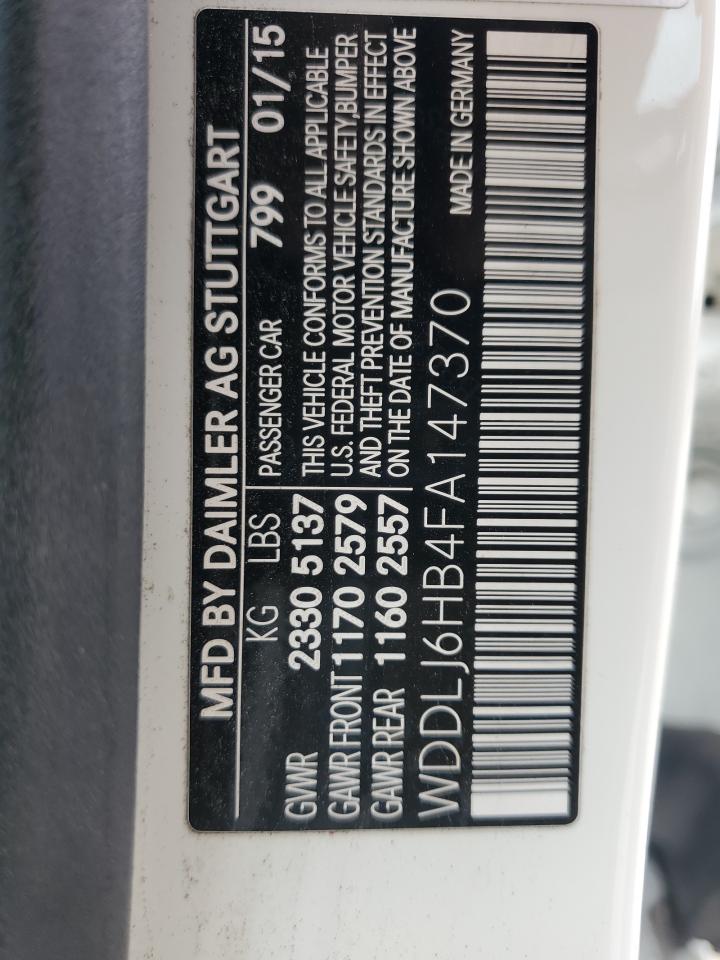 MFD BY DAIMLER AG STUTTGART
KG LBS PASSENGER CAR 799 01/15
GVWR 2330 5137
GAWR FRONT 1170 2579
GAWR REAR 1160 2557
THIS VEHICLE CONFORMS TO ALL APPLICABLE
U.S. FEDERAL MOTOR VEHICLE SAFETY,BUMPER
AND THEFT PREVENTION STANDARDS IN EFFECT
ON THE DATE OF MANUFACTURE SHOWN ABOVE
WDDLJ6HB4FA147370
MADE IN GERMANY